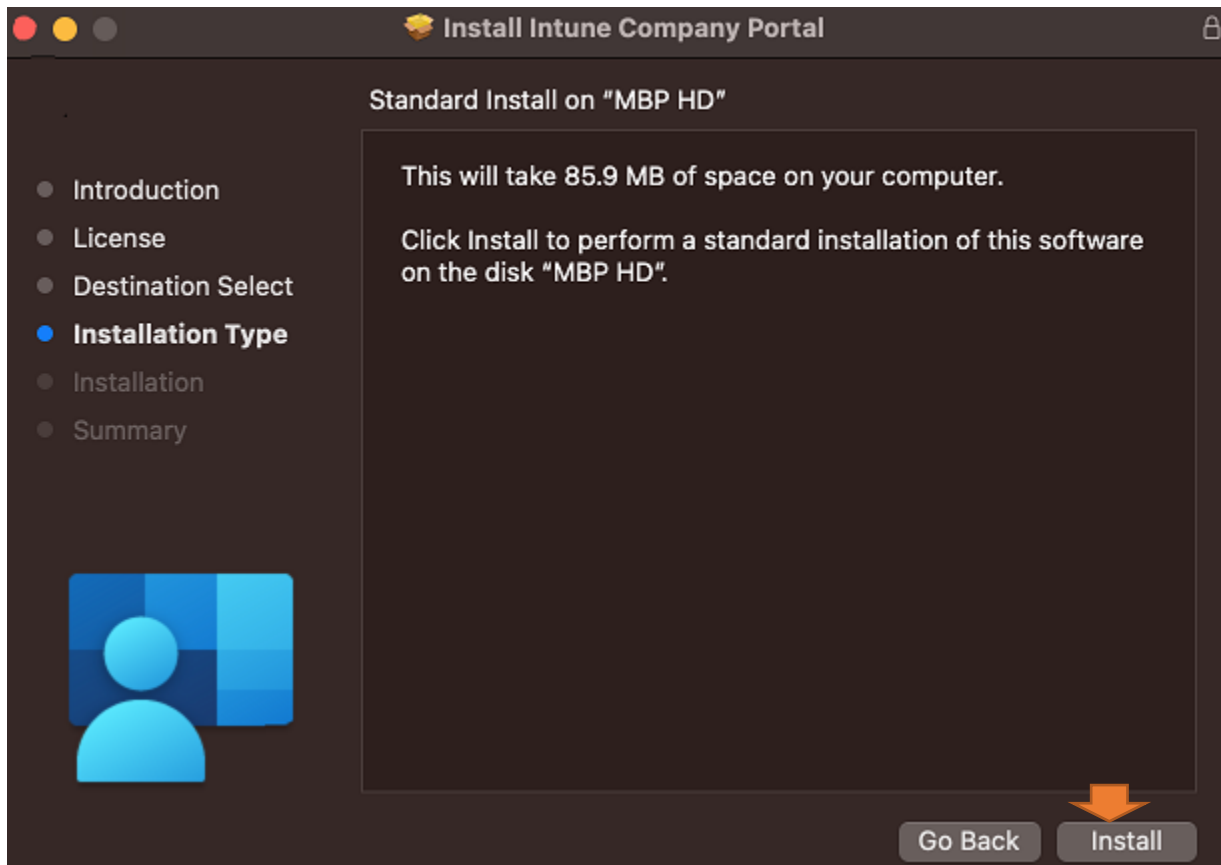 Install Intune Company Portal
Standard Install on “MBP HD”
Introduction
License
Destination Select
Installation Type
Installation
Summary
This will take 85.9 MB of space on your computer.
Click Install to perform a standard installation of this software
on the disk “MBP HD”.
Go Back
Install